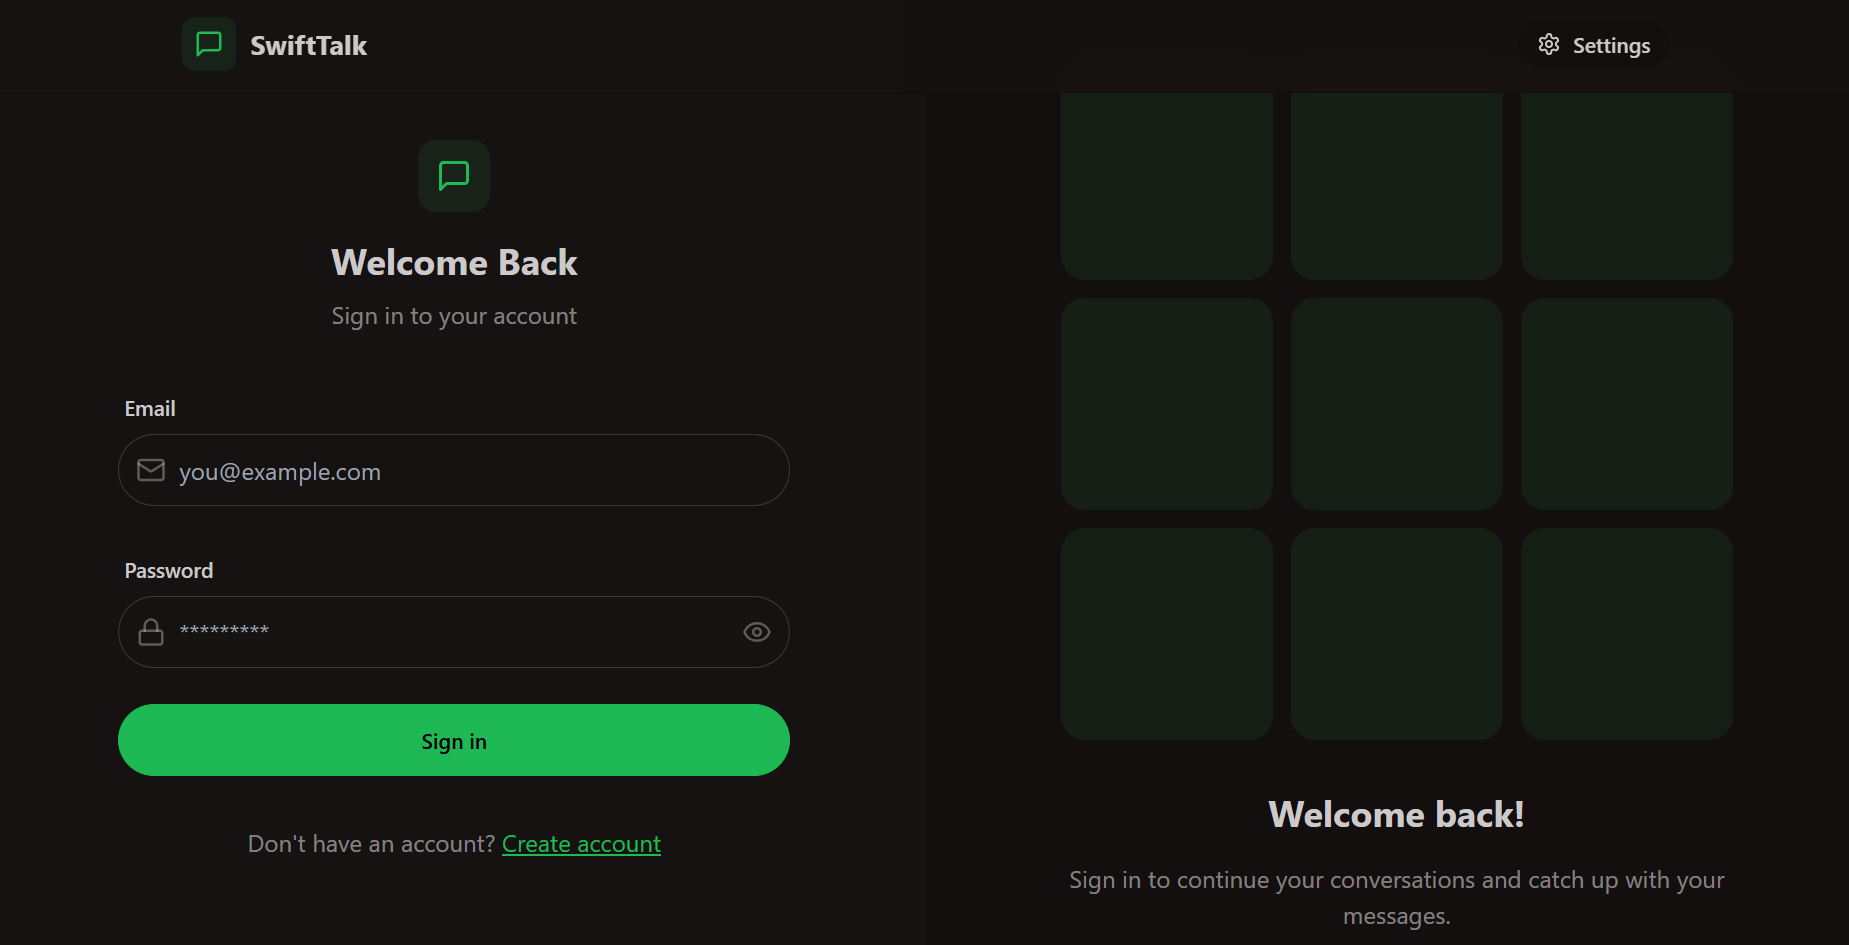 SwiftTalk
Settings
Welcome Back
Sign in to your account
Email
you@example.com
Password
*********
Sign in
Don't have an account? Create account
Welcome back!
Sign in to continue your conversations and catch up with your
messages.